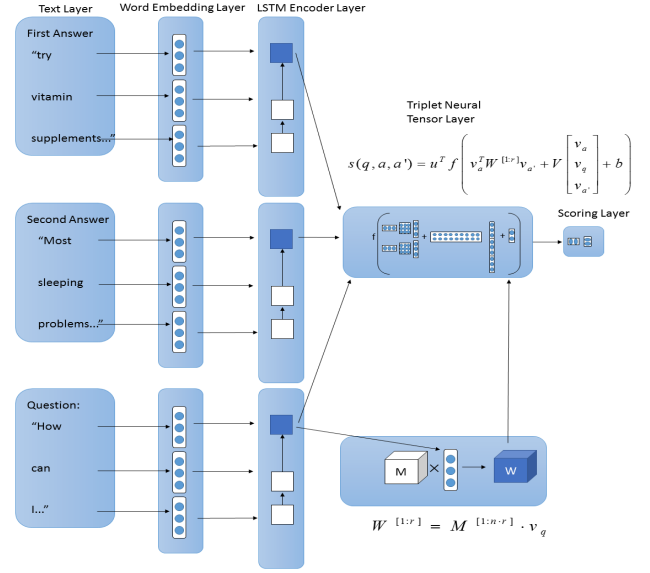 Text Layer
Word Embedding Layer
LSTM Encoder Layer
First Answer
“try
vitamin
supplements...”
Second Answer
“Most
sleeping
problems...”
Question:
“How
can
I...”
Triplet Neural
Tensor Layer
s(q, a, a') = u^T f ( v_a^T W^[1:r] v_a' + V [ v_a v_q v_a' ] + b )
Scoring Layer
f ( + + )
M × W
W^[1:r] = M^[1:n·r] · v_q